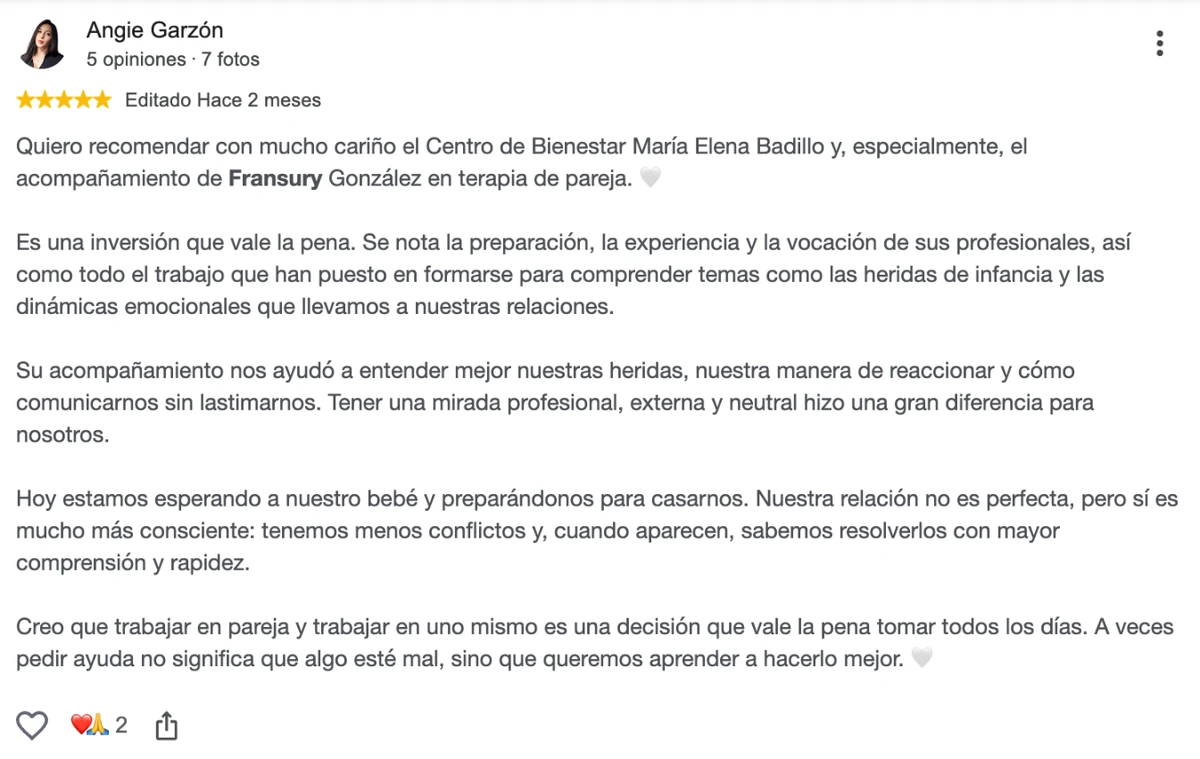 Angie Garzón
5 opiniones · 7 fotos
★★★★★ Editado Hace 2 meses
Quiero recomendar con mucho cariño el Centro de Bienestar María Elena Badillo y, especialmente, el
acompañamiento de Fransury González en terapia de pareja. 🤍
Es una inversión que vale la pena. Se nota la preparación, la experiencia y la vocación de sus profesionales, así
como todo el trabajo que han puesto en formarse para comprender temas como las heridas de infancia y las
dinámicas emocionales que llevamos a nuestras relaciones.
Su acompañamiento nos ayudó a entender mejor nuestras heridas, nuestra manera de reaccionar y cómo
comunicarnos sin lastimarnos. Tener una mirada profesional, externa y neutral hizo una gran diferencia para
nosotros.
Hoy estamos esperando a nuestro bebé y preparándonos para casarnos. Nuestra relación no es perfecta, pero sí es
mucho más consciente: tenemos menos conflictos y, cuando aparecen, sabemos resolverlos con mayor
comprensión y rapidez.
Creo que trabajar en pareja y trabajar en uno mismo es una decisión que vale la pena tomar todos los días. A veces
pedir ayuda no significa que algo esté mal, sino que queremos aprender a hacerlo mejor. 🤍
❤️🙏 2